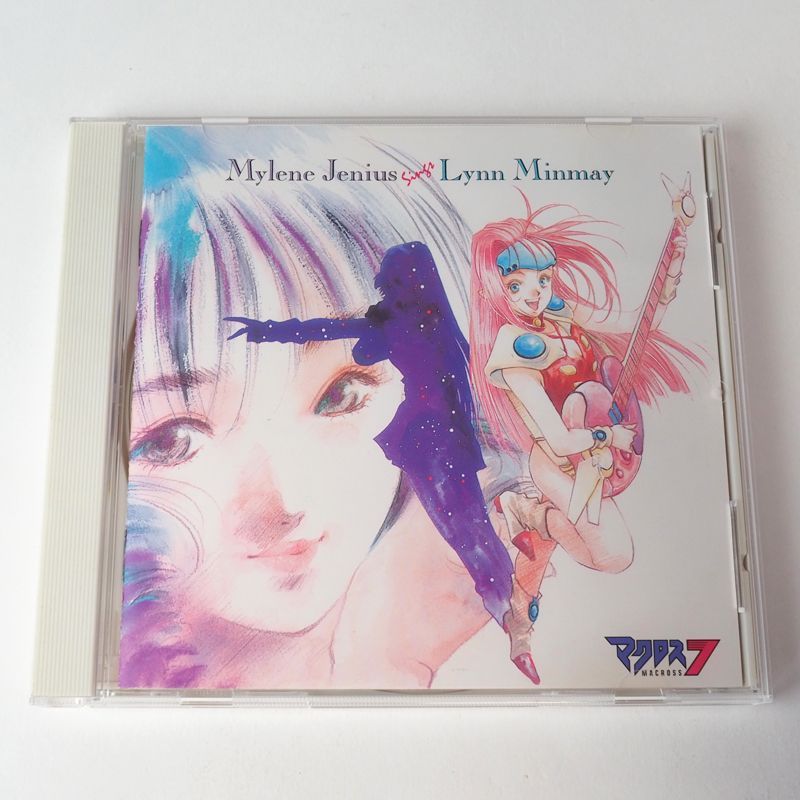 Mylene Jenius Sings Lynn Minmay
マクロス7
MACROSS